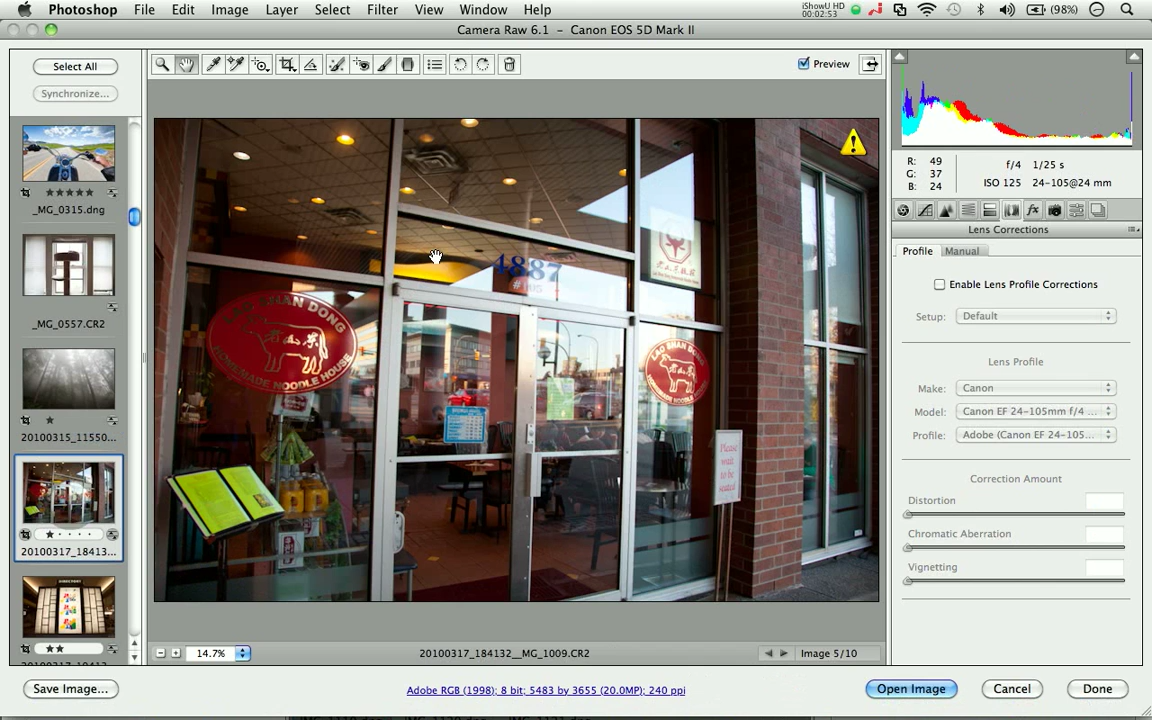 Photoshop File Edit Image Layer Select Filter View Window Help iShowU HD 00:02:53 (98%)
Camera Raw 6.1 – Canon EOS 5D Mark II
Select All
Synchronize...
Preview
_MG_0315.dng
_MG_0557.CR2
20100315_11550...
20100317_18413...
4887
LAO SHAN DONG
HOMEMADE NOODLE HOUSE
LAO SHAN DONG
HOMEMADE NOODLE HOUSE
Please
wait
to be
seated
R: 49
G: 37
B: 24
f/4 1/25 s
ISO 125 24-105@24 mm
Lens Corrections
Profile Manual
Enable Lens Profile Corrections
Setup: Default
Lens Profile
Make: Canon
Model: Canon EF 24-105mm f/4 ...
Profile: Adobe (Canon EF 24-105...
Correction Amount
Distortion
Chromatic Aberration
Vignetting
14.7%
20100317_184132__MG_1009.CR2
Image 5/10
Save Image...
Adobe RGB (1998); 8 bit; 5483 by 3655 (20.0MP); 240 ppi
Open Image
Cancel
Done